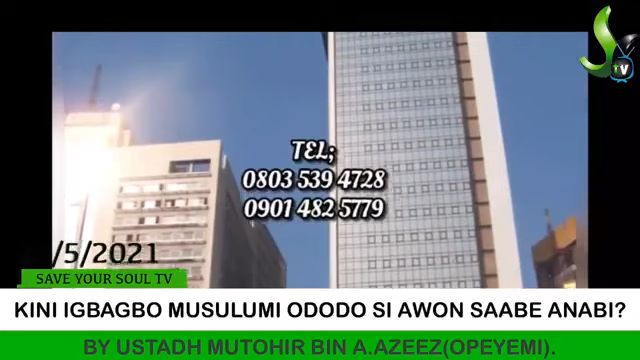 TV
TEL;
0803 539 4728
0901 482 5779
/5/2021
SAVE YOUR SOUL TV
KINI IGBAGBO MUSULUMI ODODO SI AWON SAABE ANABI?
BY USTADH MUTOHIR BIN A.AZEEZ(OPEYEMI).